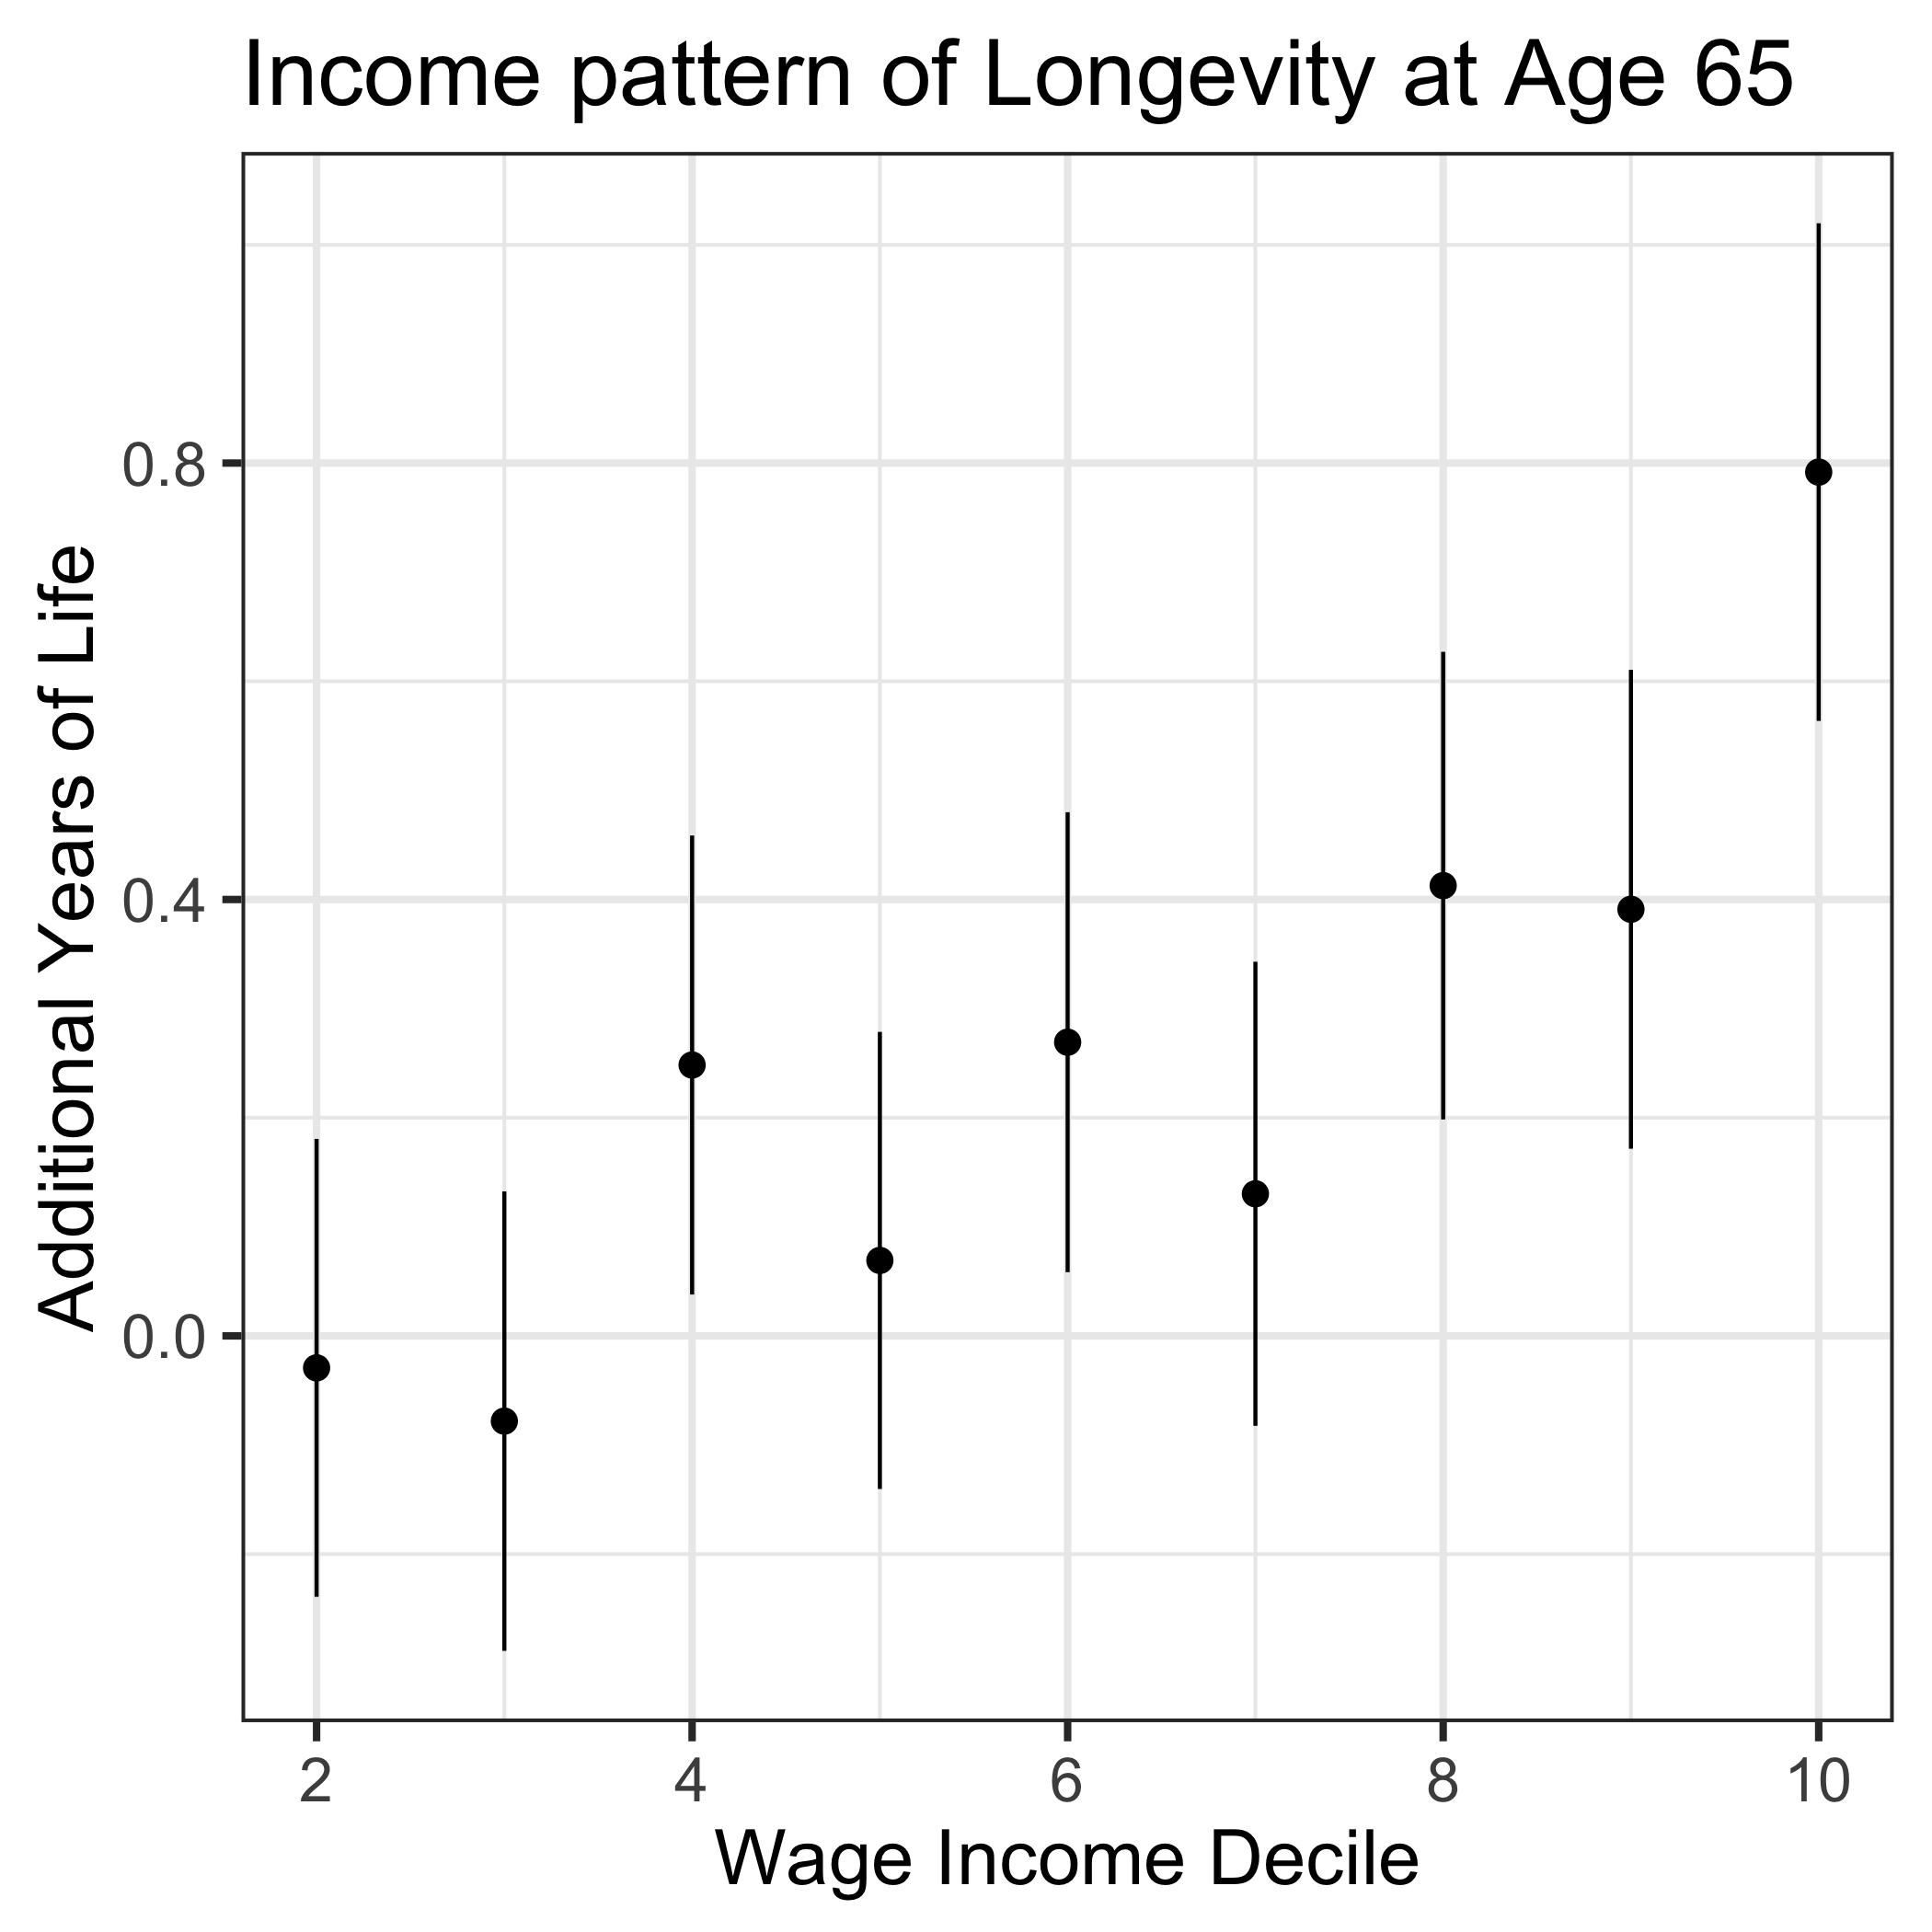 Income pattern of Longevity at Age 65
Additional Years of Life
0.8
0.4
0.0
2 4 6 8 10
Wage Income Decile